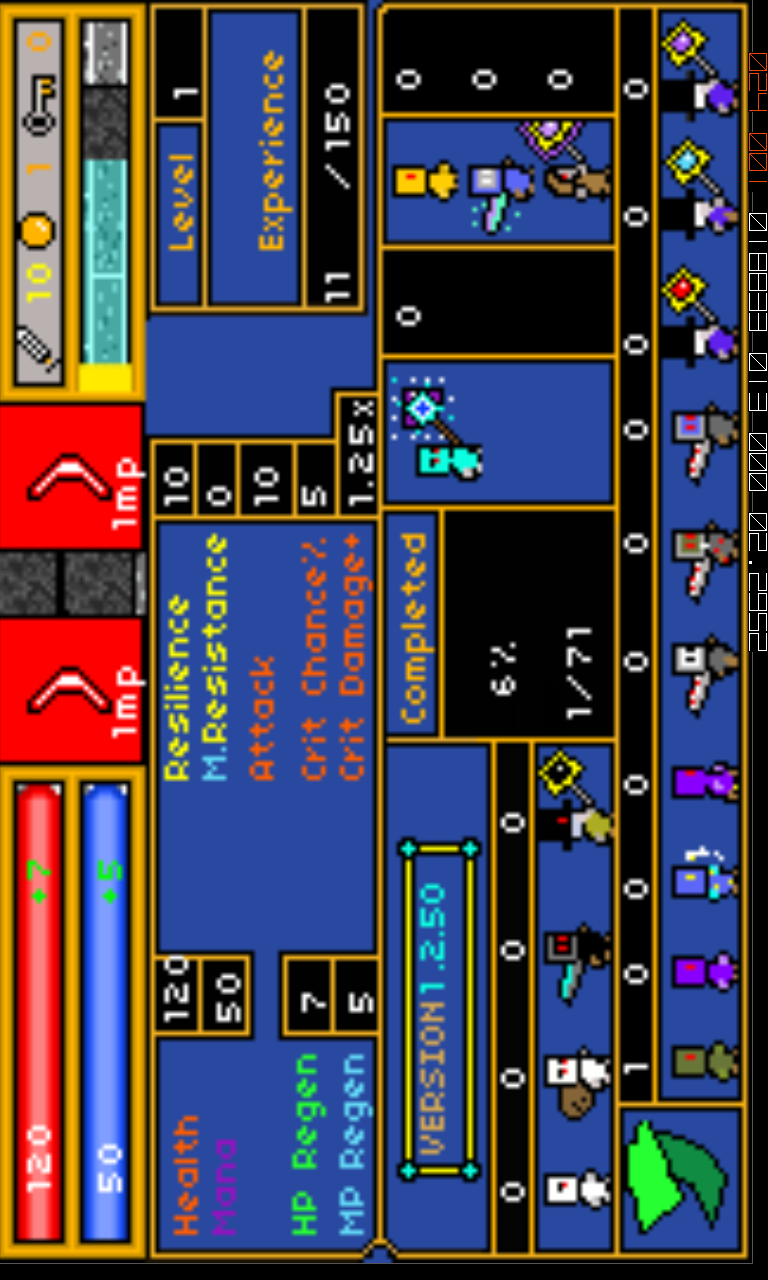 120 +7 1mp 1mp 10 1 0
50 +5
Health 120 Resilience 10 Level 1
Mana 50 M.Resistance 0
Attack 10 Experience
HP Regen 7 Crit Chance% 5 11 /150
MP Regen 5 Crit Damage+ 1.25x
Completed 0 0
VERSION 1.2.50
0
6%
0 0 0 0
0
1/71
1 0 0 0 0 0 0 0 0 0